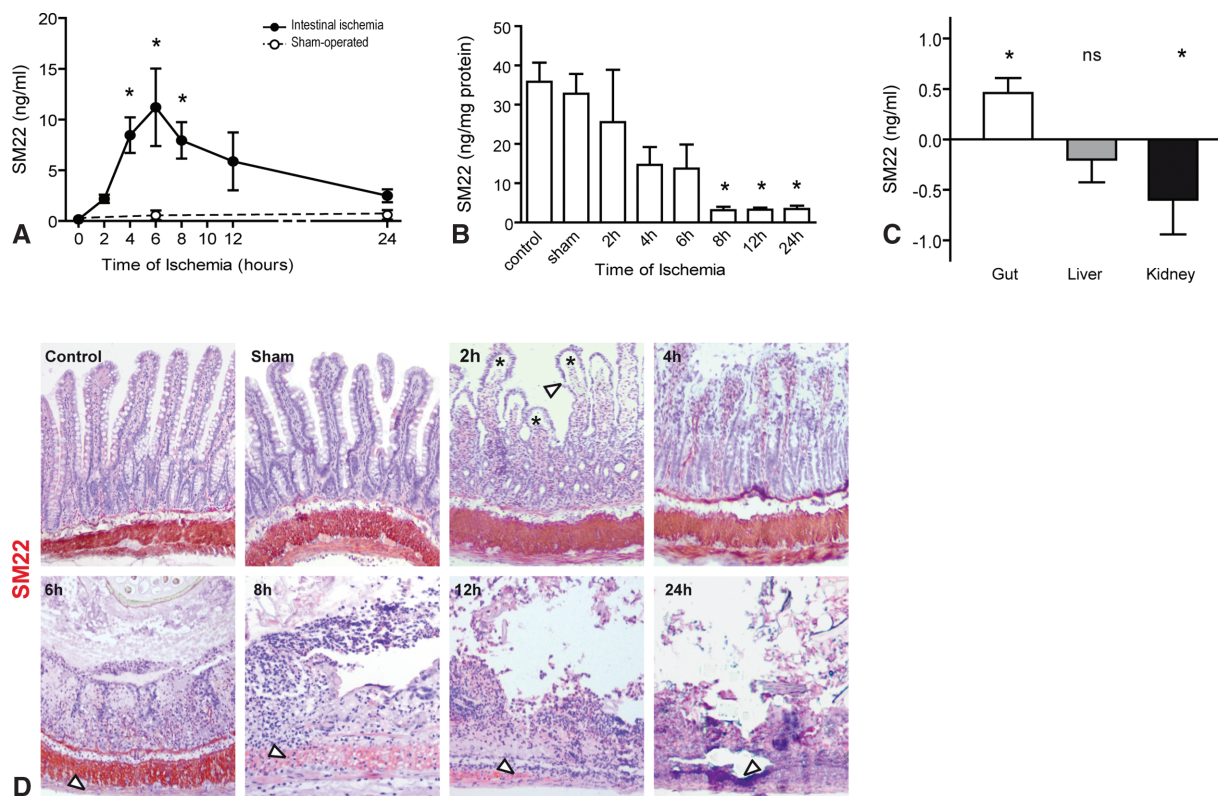 20
15
10
5
0
SM22 (ng/ml)
Intestinal ischemia
Sham-operated
*
*
*
0 2 4 6 8 10 12 24
Time of Ischemia (hours)
A
50
40
30
20
10
0
SM22 (ng/mg protein)
* * *
control sham 2h 4h 6h 8h 12h 24h
Time of Ischemia
B
1.0
0.5
0.0
-0.5
-1.0
SM22 (ng/ml)
* ns *
Gut Liver Kidney
C
SM22
Control Sham 2h 4h
* *
*
6h 8h 12h 24h
D